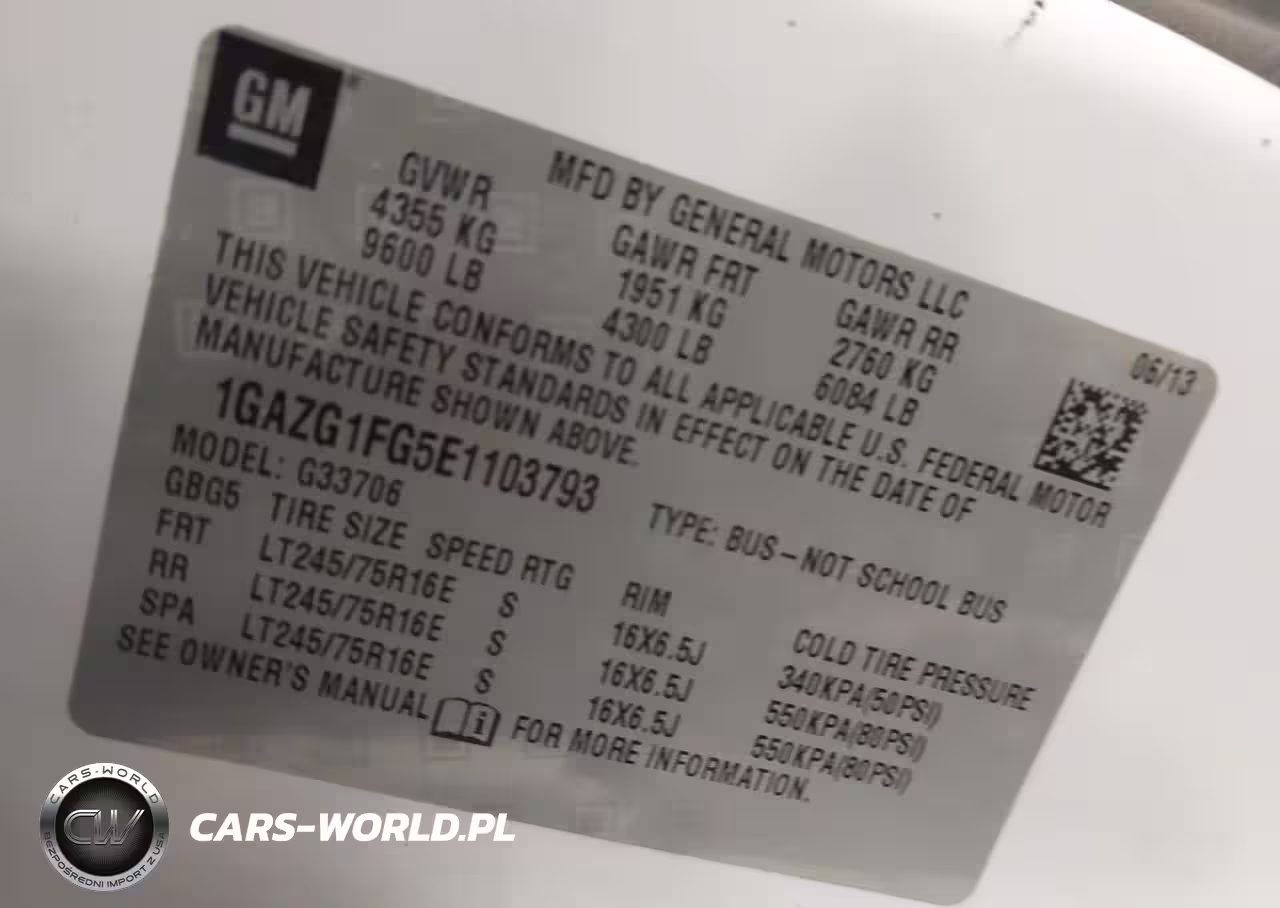 GM
MFD BY GENERAL MOTORS LLC
06/13
GVWR GAWR FRT GAWR RR
4355 KG 1951 KG 2760 KG
9600 LB 4300 LB 6084 LB
THIS VEHICLE CONFORMS TO ALL APPLICABLE U.S. FEDERAL MOTOR
VEHICLE SAFETY STANDARDS IN EFFECT ON THE DATE OF
MANUFACTURE SHOWN ABOVE.
1GAZG1FG5E1103793 TYPE: BUS – NOT SCHOOL BUS
MODEL: G33706
GBG5 TIRE SIZE SPEED RTG RIM COLD TIRE PRESSURE
FRT LT245/75R16E S 16X6.5J 340KPA(50PSI)
RR LT245/75R16E S 16X6.5J 550KPA(80PSI)
SPA LT245/75R16E S 16X6.5J 550KPA(80PSI)
SEE OWNER'S MANUAL FOR MORE INFORMATION.
CARS-WORLD
CW
BEZPOŚREDNI IMPORT Z USA
CARS-WORLD.PL